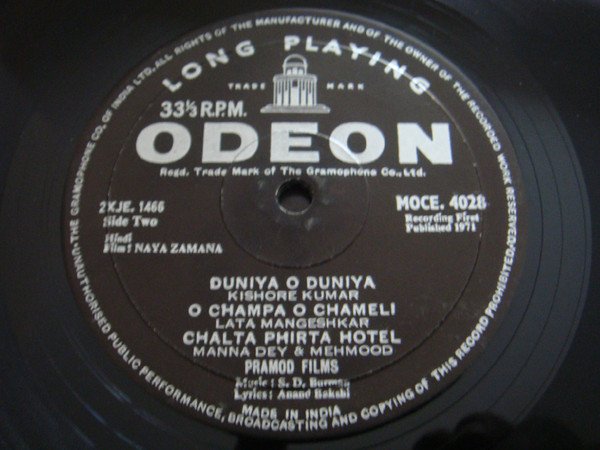 LONG PLAYING
TRADE MARK
33⅓ R.P.M.
ODEON
Regd. Trade Mark of The Gramophone Co., Ltd.
2XJE. 1466
Side Two
MOCE. 4028
Recording First
Published 1971
Hindi
Film: NAYA ZAMANA
DUNIYA O DUNIYA
KISHORE KUMAR
O CHAMPA O CHAMELI
LATA MANGESHKAR
CHALTA PHIRTA HOTEL
MANNA DEY & MEHMOOD
PRAMOD FILMS
Music: S. D. Burman
Lyrics: Anand Bakshi
MADE IN INDIA
THE GRAMOPHONE CO. OF INDIA LTD. ALL RIGHTS OF THE MANUFACTURER AND OF THE OWNER OF THE RECORDED WORK RESERVED. UNAUTHORISED PUBLIC PERFORMANCE, BROADCASTING AND COPYING OF THIS RECORD PROHIBITED.